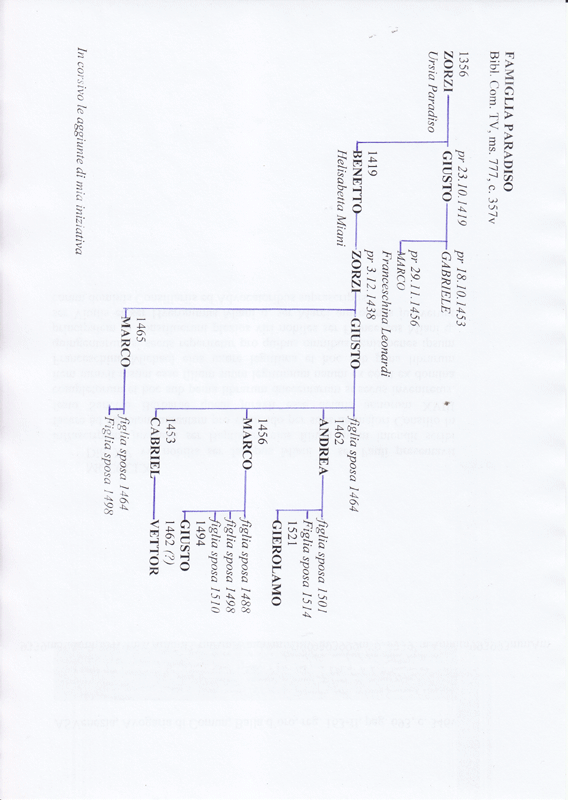 FAMIGLIA PARADISO
Bibl. Com. TV, ms. 777, c. 357v
1356 pr 23.10.1419 pr 18.10.1453
ZORZI GIUSTO GABRIELE
Ursia Paradiso
pr 29.11.1456
MARCO
Franceschina Leonardi
1419 pr 3.12.1438
BENETTO ZORZI GIUSTO figlia sposa 1464
Helisabetta Miani 1462
ANDREA figlia sposa 1501
Figlia sposa 1514
1521
GIEROLAMO
1456
MARCO figlia sposa 1488
figlia sposa 1498
figlia sposa 1510
1494
GIUSTO
1453 1462 (?)
CABRIEL VETTOR
1465
MARCO figlia sposa 1464
Figlia sposa 1498
In corsivo le aggiunte di mia iniziativa